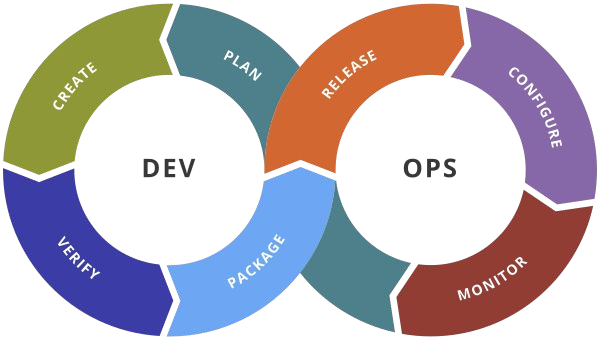 PLAN
CREATE
DEV
VERIFY
PACKAGE
RELEASE
CONFIGURE
OPS
MONITOR